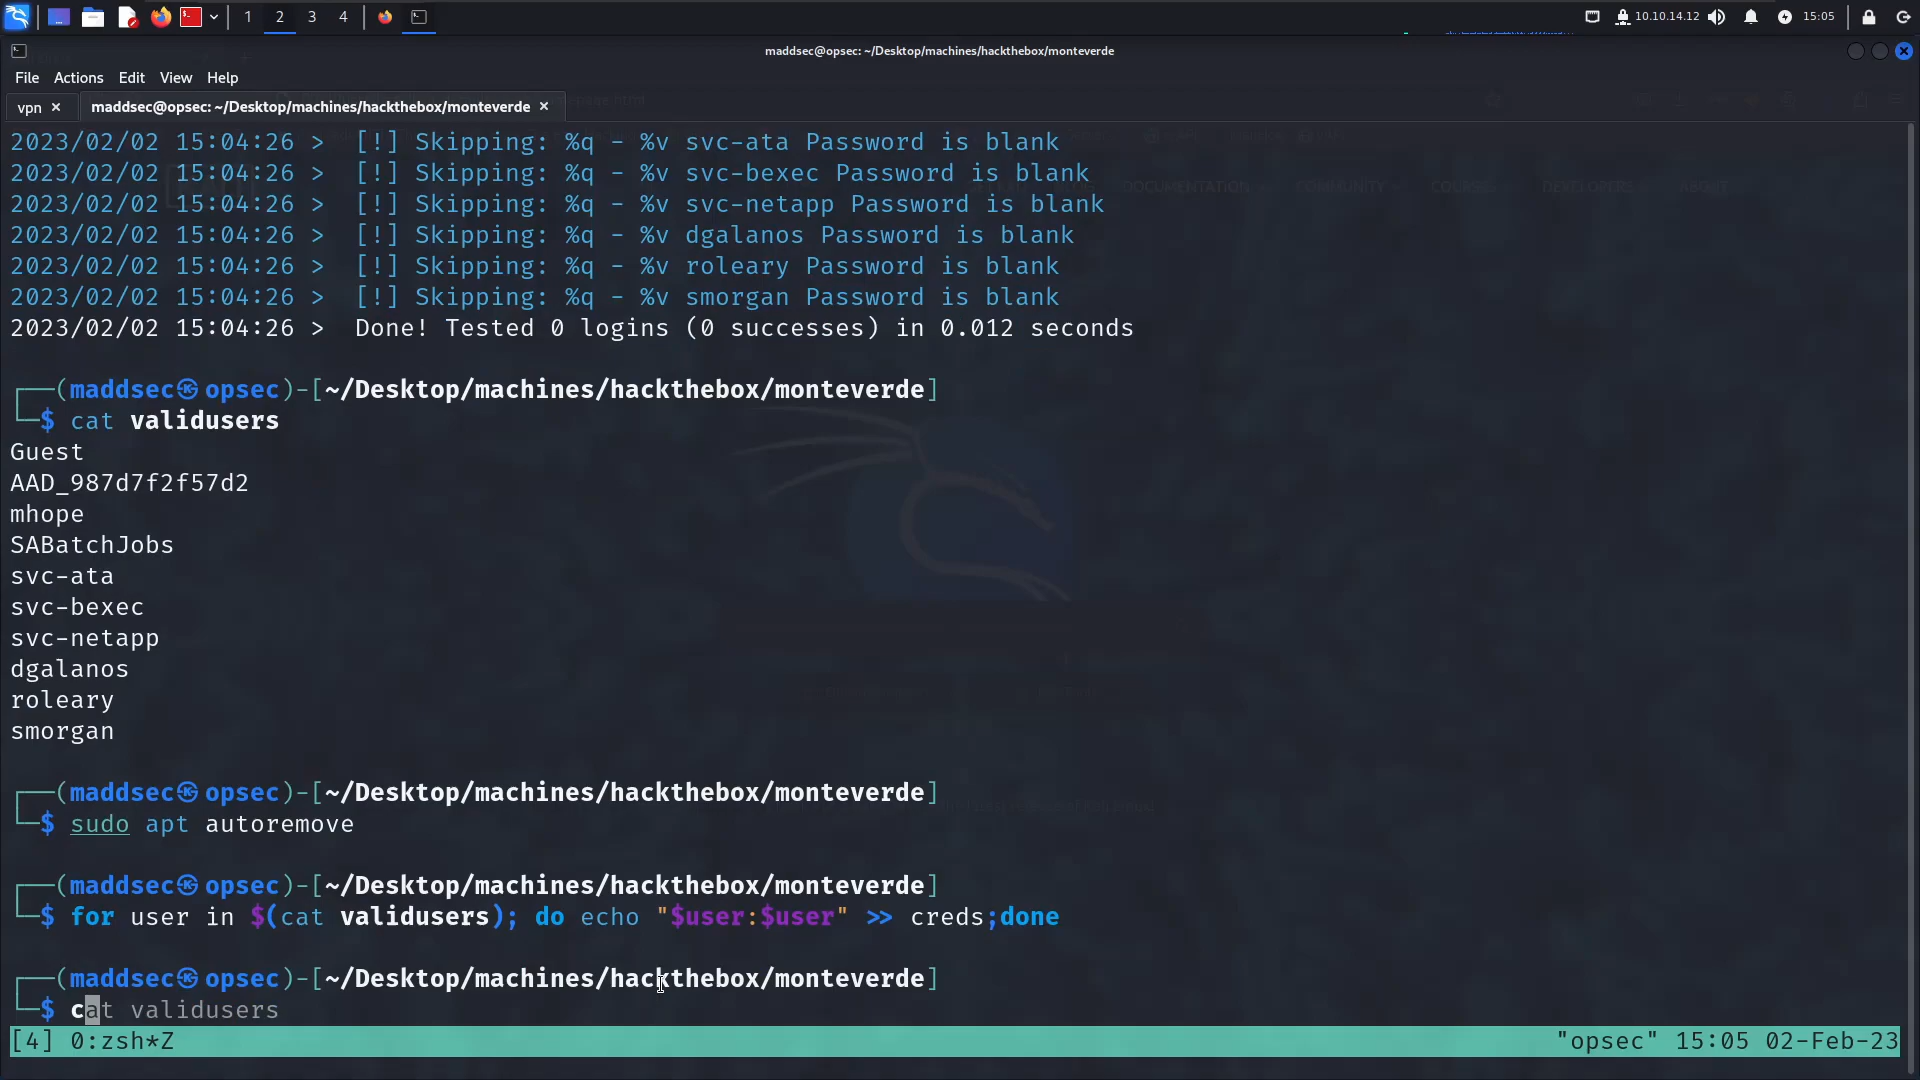 1 2 3 4 10.10.14.12 15:05
maddsec@opsec: ~/Desktop/machines/hackthebox/monteverde
File Actions Edit View Help
vpn × maddsec@opsec: ~/Desktop/machines/hackthebox/monteverde ×
2023/02/02 15:04:26 > [!] Skipping: %q - %v svc-ata Password is blank
2023/02/02 15:04:26 > [!] Skipping: %q - %v svc-bexec Password is blank
2023/02/02 15:04:26 > [!] Skipping: %q - %v svc-netapp Password is blank
2023/02/02 15:04:26 > [!] Skipping: %q - %v dgalanos Password is blank
2023/02/02 15:04:26 > [!] Skipping: %q - %v roleary Password is blank
2023/02/02 15:04:26 > [!] Skipping: %q - %v smorgan Password is blank
2023/02/02 15:04:26 > Done! Tested 0 logins (0 successes) in 0.012 seconds
┌──(maddsec㉿opsec)-[~/Desktop/machines/hackthebox/monteverde]
└─$ cat validusers
Guest
AAD_987d7f2f57d2
mhope
SABatchJobs
svc-ata
svc-bexec
svc-netapp
dgalanos
roleary
smorgan
┌──(maddsec㉿opsec)-[~/Desktop/machines/hackthebox/monteverde]
└─$ sudo apt autoremove
┌──(maddsec㉿opsec)-[~/Desktop/machines/hackthebox/monteverde]
└─$ for user in $(cat validusers); do echo "$user:$user" >> creds;done
┌──(maddsec㉿opsec)-[~/Desktop/machines/hackthebox/monteverde]
└─$ cat validusers
[4] 0:zsh*Z "opsec" 15:05 02-Feb-23